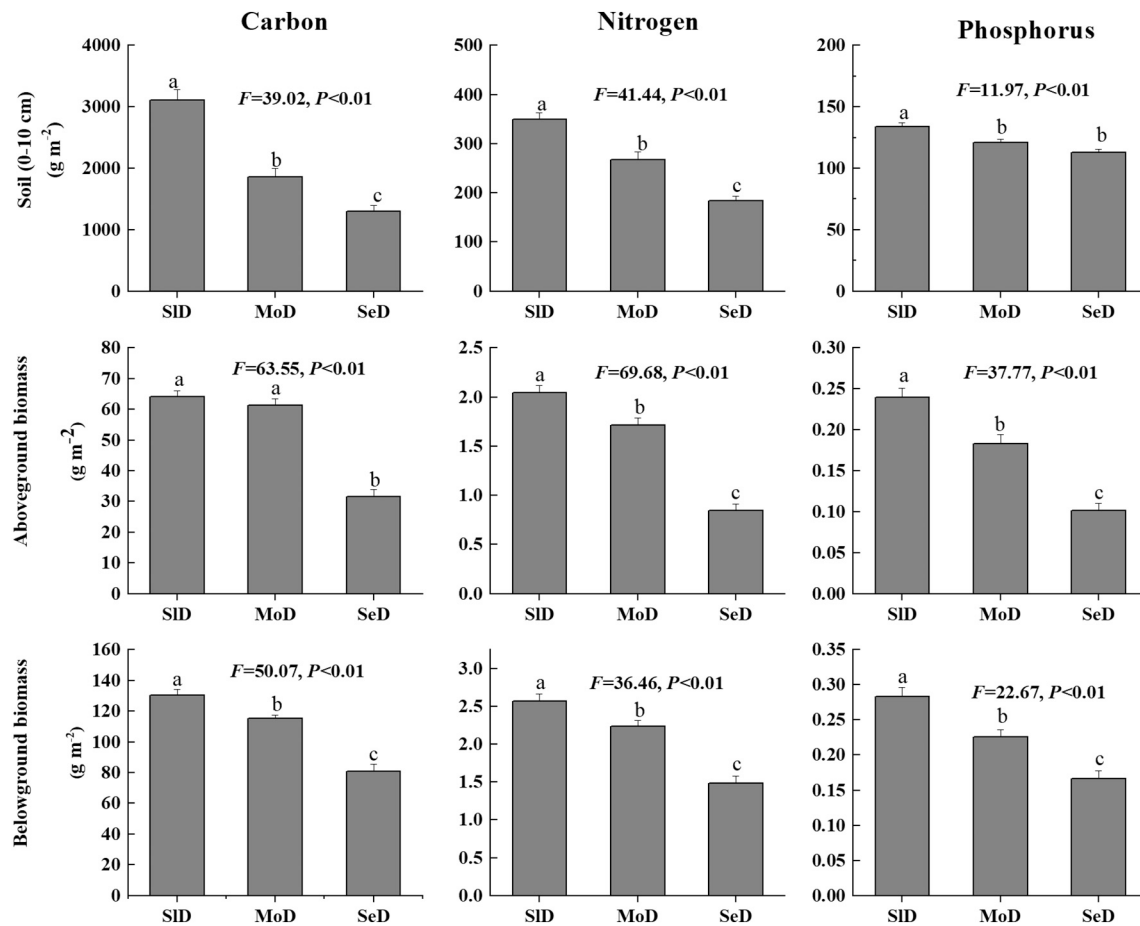 Carbon
Nitrogen
Phosphorus
Soil (0-10 cm)
(g m⁻²)
4000
3000
2000
1000
0
a
b
c
F=39.02, P<0.01
SlD
MoD
SeD
500
400
300
200
100
0
a
b
c
F=41.44, P<0.01
SlD
MoD
SeD
200
150
100
50
0
a
b
b
F=11.97, P<0.01
SlD
MoD
SeD
Aboveground biomass
(g m⁻²)
80
70
60
50
40
30
20
10
0
a
a
b
F=63.55, P<0.01
SlD
MoD
SeD
2.5
2.0
1.5
1.0
0.5
0.0
a
b
c
F=69.68, P<0.01
SlD
MoD
SeD
0.30
0.25
0.20
0.15
0.10
0.05
0.00
a
b
c
F=37.77, P<0.01
SlD
MoD
SeD
Belowground biomass
(g m⁻²)
160
140
120
100
80
60
40
20
0
a
b
c
F=50.07, P<0.01
SlD
MoD
SeD
3.0
2.5
2.0
1.5
1.0
0.5
0.0
a
b
c
F=36.46, P<0.01
SlD
MoD
SeD
0.35
0.30
0.25
0.20
0.15
0.10
0.05
0.00
a
b
c
F=22.67, P<0.01
SlD
MoD
SeD